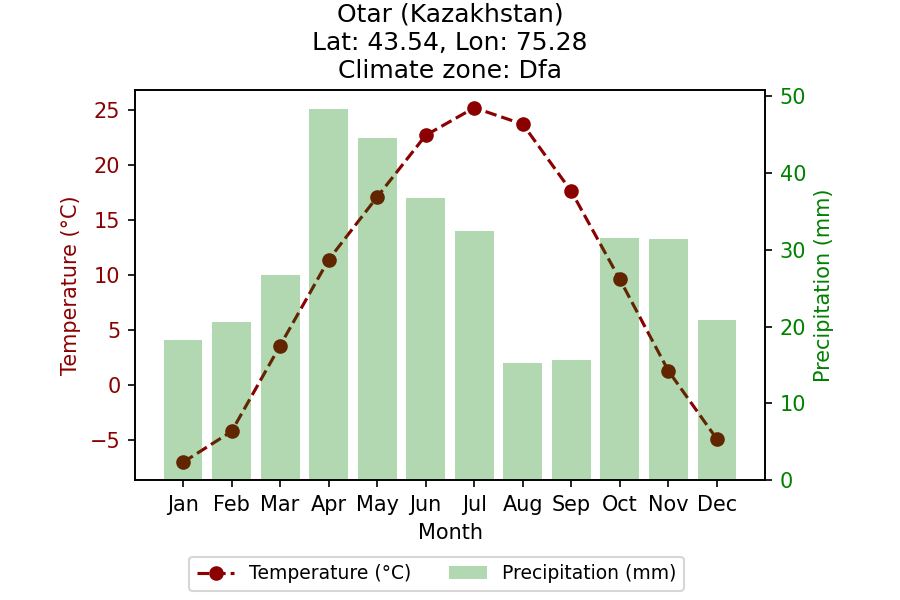 Otar (Kazakhstan)
Lat: 43.54, Lon: 75.28
Climate zone: Dfa
Temperature (°C)
25
20
15
10
5
0
−5
Precipitation (mm)
50
40
30
20
10
0
Jan Feb Mar Apr May Jun Jul Aug Sep Oct Nov Dec
Month
Temperature (°C) Precipitation (mm)